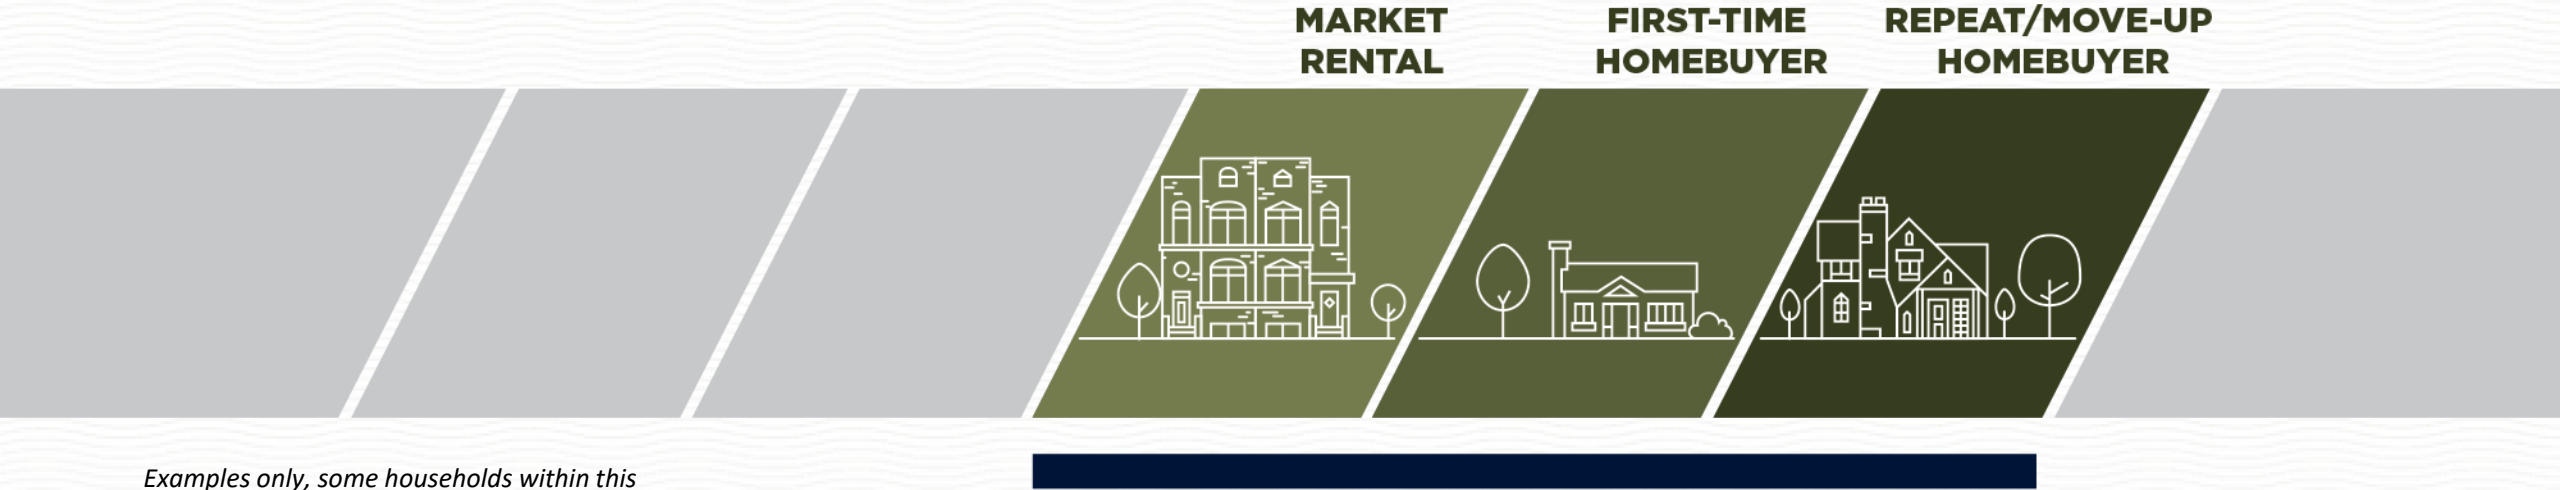 MARKET
RENTAL
FIRST-TIME
HOMEBUYER
REPEAT/MOVE-UP
HOMEBUYER
Examples only, some households within this